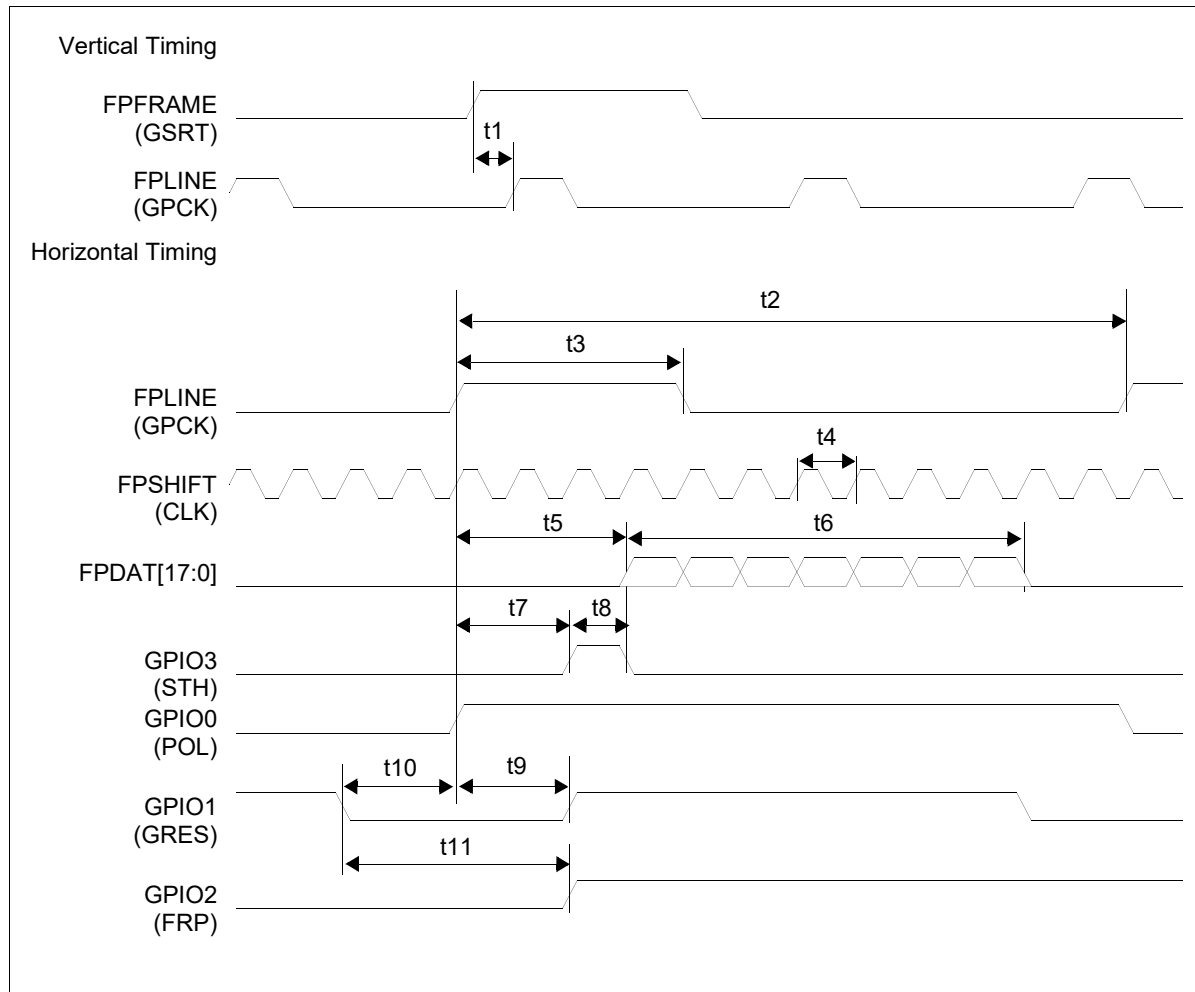 Vertical Timing
FPFRAME
(GSRT)
t1
FPLINE
(GPCK)
Horizontal Timing
t2
t3
FPLINE
(GPCK)
t4
FPSHIFT
(CLK)
t5
t6
FPDAT[17:0]
t7
t8
GPIO3
(STH)
GPIO0
(POL)
t10
t9
GPIO1
(GRES)
t11
GPIO2
(FRP)